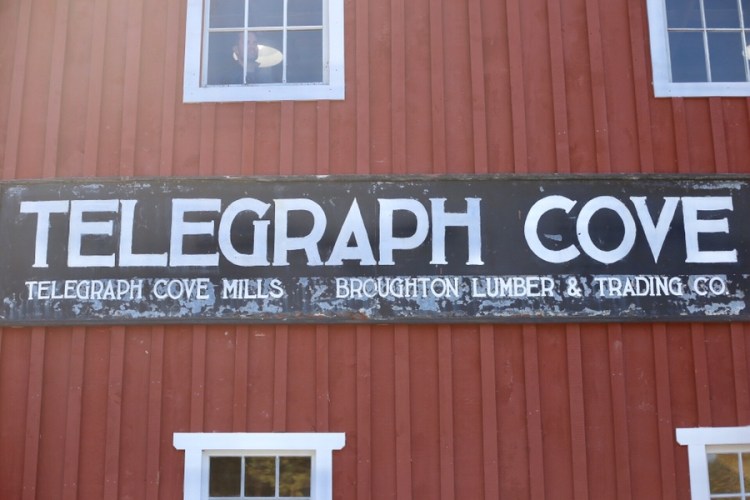 TELEGRAPH COVE
TELEGRAPH COVE MILLS BROUGHTON LUMBER & TRADING CO.